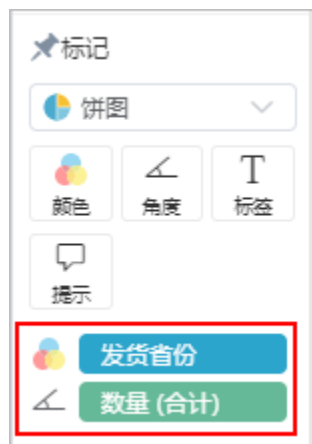 标记
饼图
颜色 角度 T 标签
提示
发货省份
数量 (合计)